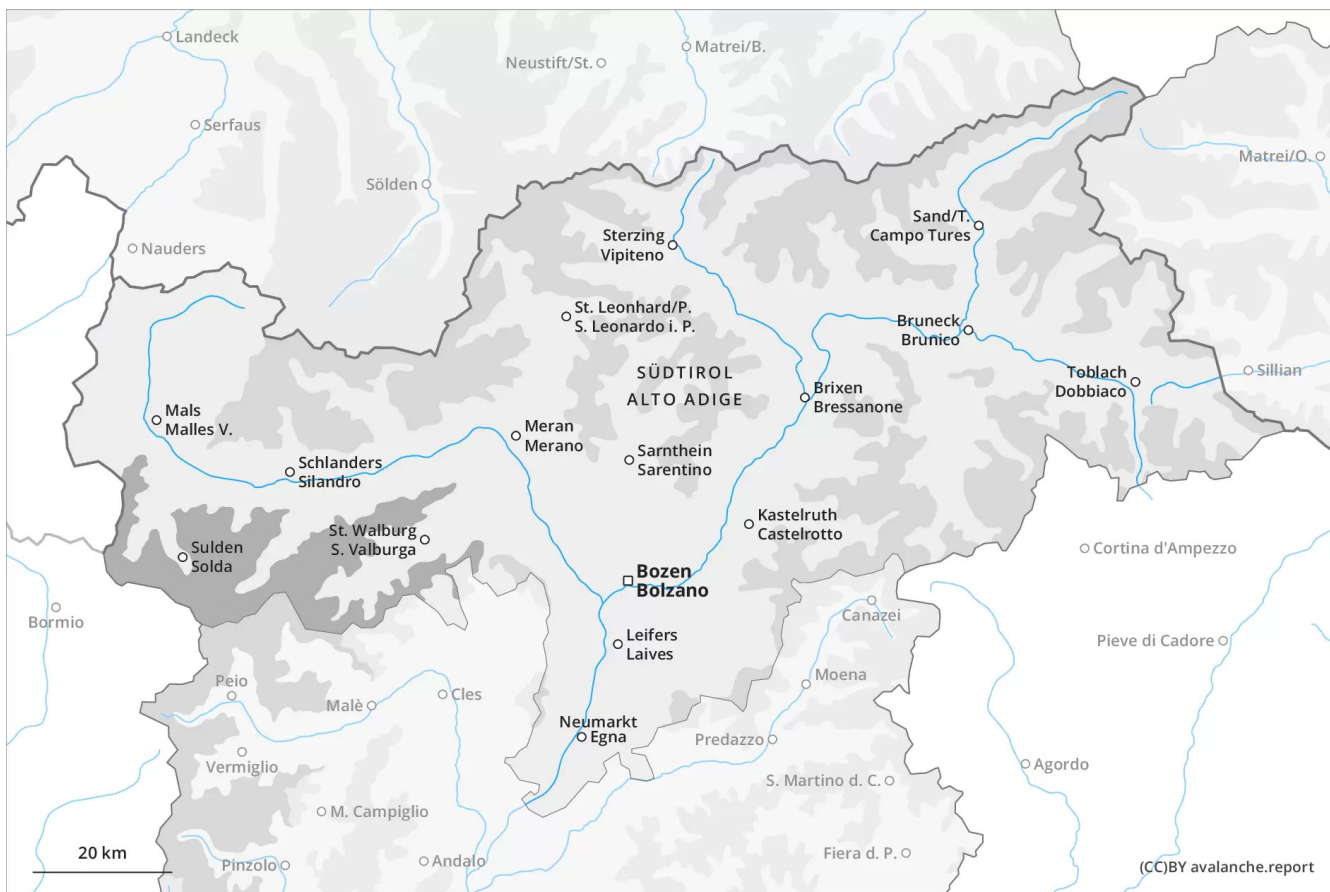 Landeck
Matrei/B.
Neustift/St.
Serfaus
Matrei/O.
Sölden
Sand/T.
Campo Tures
Sterzing
Vipiteno
Nauders
St. Leonhard/P.
S. Leonardo i. P.
Bruneck
Brunico
SÜDTIROL
ALTO ADIGE
Toblach
Dobbiaco
Sillian
Brixen
Bressanone
Mals
Malles V.
Meran
Merano
Sarnthein
Sarentino
Schlanders
Silandro
Kastelruth
Castelrotto
St. Walburg
S. Valburga
Sulden
Solda
Cortina d'Ampezzo
Bozen
Bolzano
Bormio
Canazei
Leifers
Laives
Pieve di Cadore
Peio
Moena
Cles
Malè
Neumarkt
Egna
Predazzo
Vermiglio
Agordo
S. Martino d. C.
M. Campiglio
20 km
Pinzolo
Andalo
Fiera d. P.
(CC)BY avalanche.report